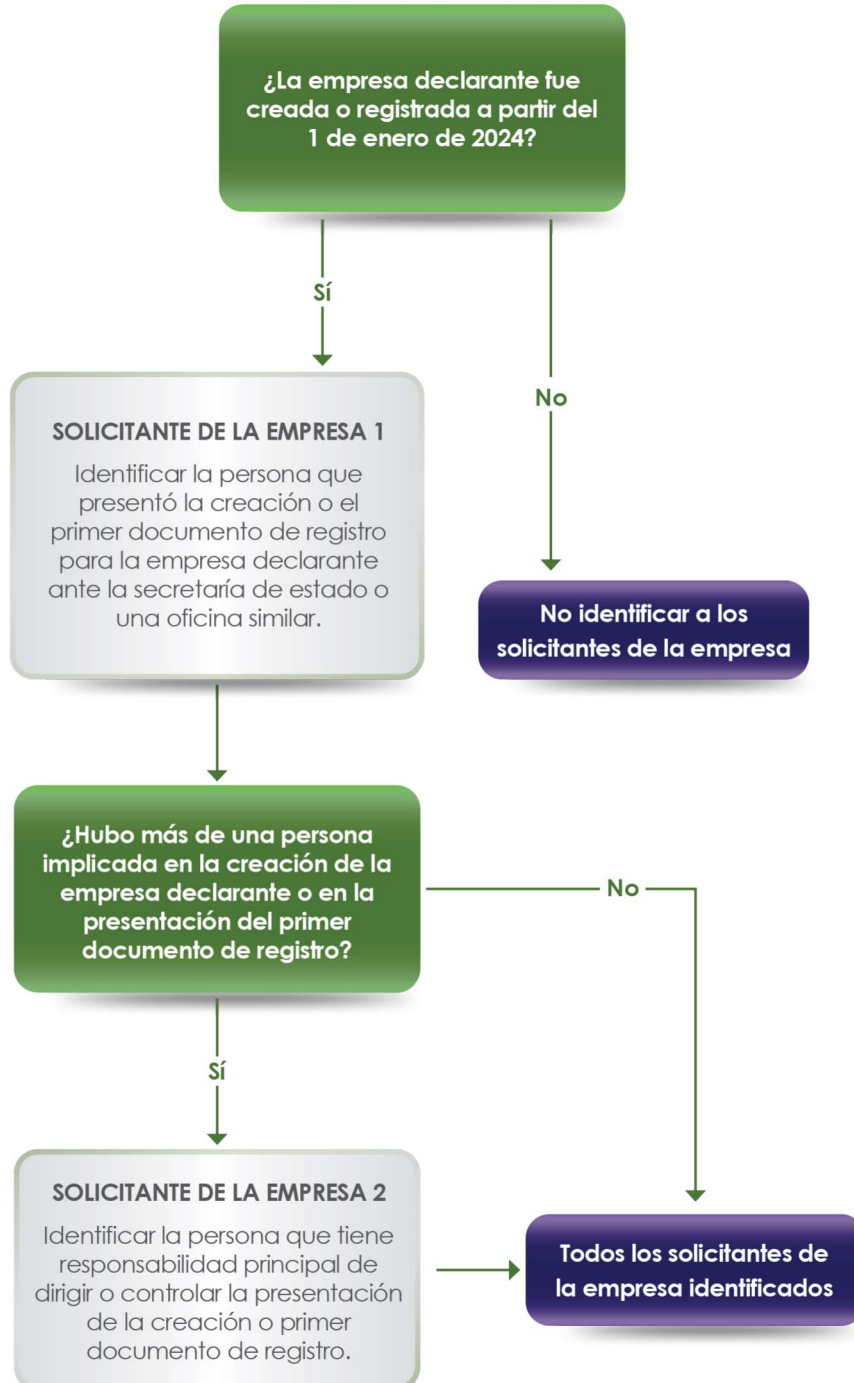 ¿La empresa declarante fue
creada o registrada a partir del
1 de enero de 2024?
Sí
No
SOLICITANTE DE LA EMPRESA 1
Identificar la persona que
presentó la creación o el
primer documento de registro
para la empresa declarante
ante la secretaría de estado o
una oficina similar.
No identificar a los
solicitantes de la empresa
¿Hubo más de una persona
implicada en la creación de la
empresa declarante o en la
presentación del primer
documento de registro?
No
Sí
SOLICITANTE DE LA EMPRESA 2
Identificar la persona que tiene
responsabilidad principal de
dirigir o controlar la presentación
de la creación o primer
documento de registro.
Todos los solicitantes de
la empresa identificados